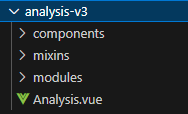 analysis-v3
components
mixins
modules
Analysis.vue